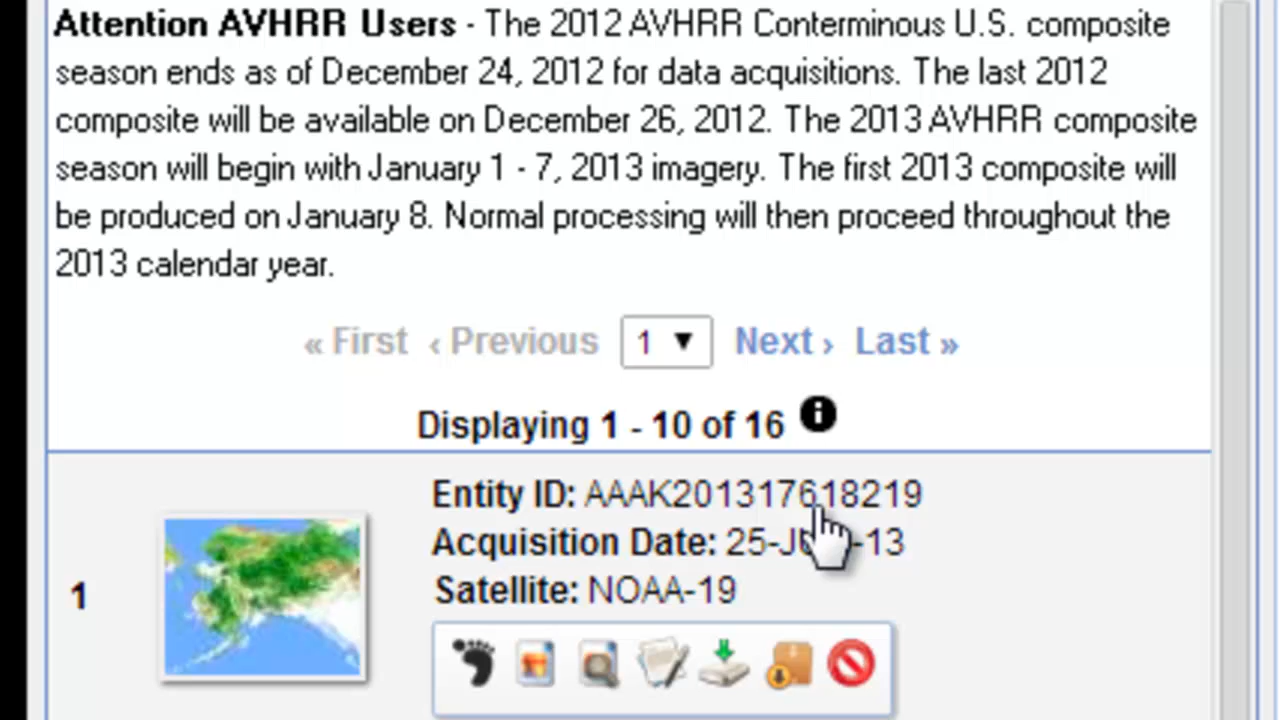 Attention AVHRR Users - The 2012 AVHRR Conterminous U.S. composite
season ends as of December 24, 2012 for data acquisitions. The last 2012
composite will be available on December 26, 2012. The 2013 AVHRR composite
season will begin with January 1 - 7, 2013 imagery. The first 2013 composite will
be produced on January 8. Normal processing will then proceed throughout the
2013 calendar year.
« First ‹ Previous 1 ▼ Next › Last »
Displaying 1 - 10 of 16 i
Entity ID: AAAK201317618219
Acquisition Date:
1
Satellite: NOAA-19